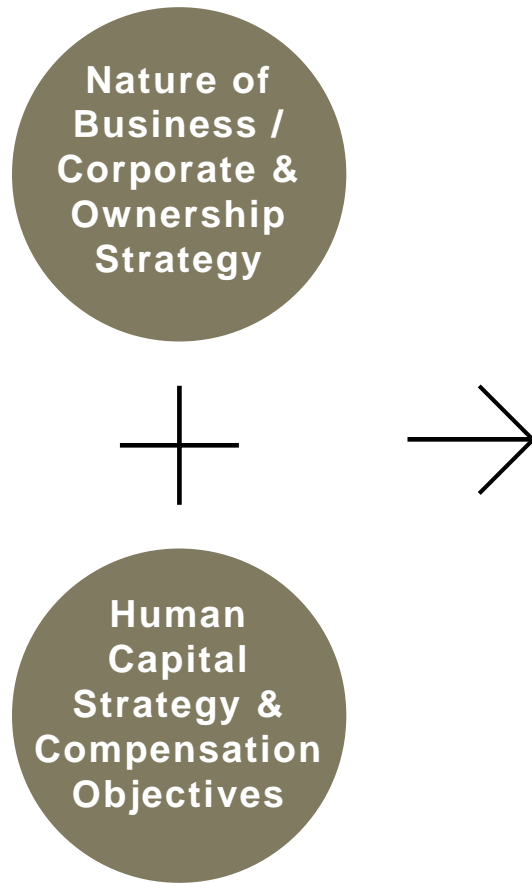 Nature of
Business /
Corporate &
Ownership
Strategy
Human
Capital
Strategy &
Compensation
Objectives